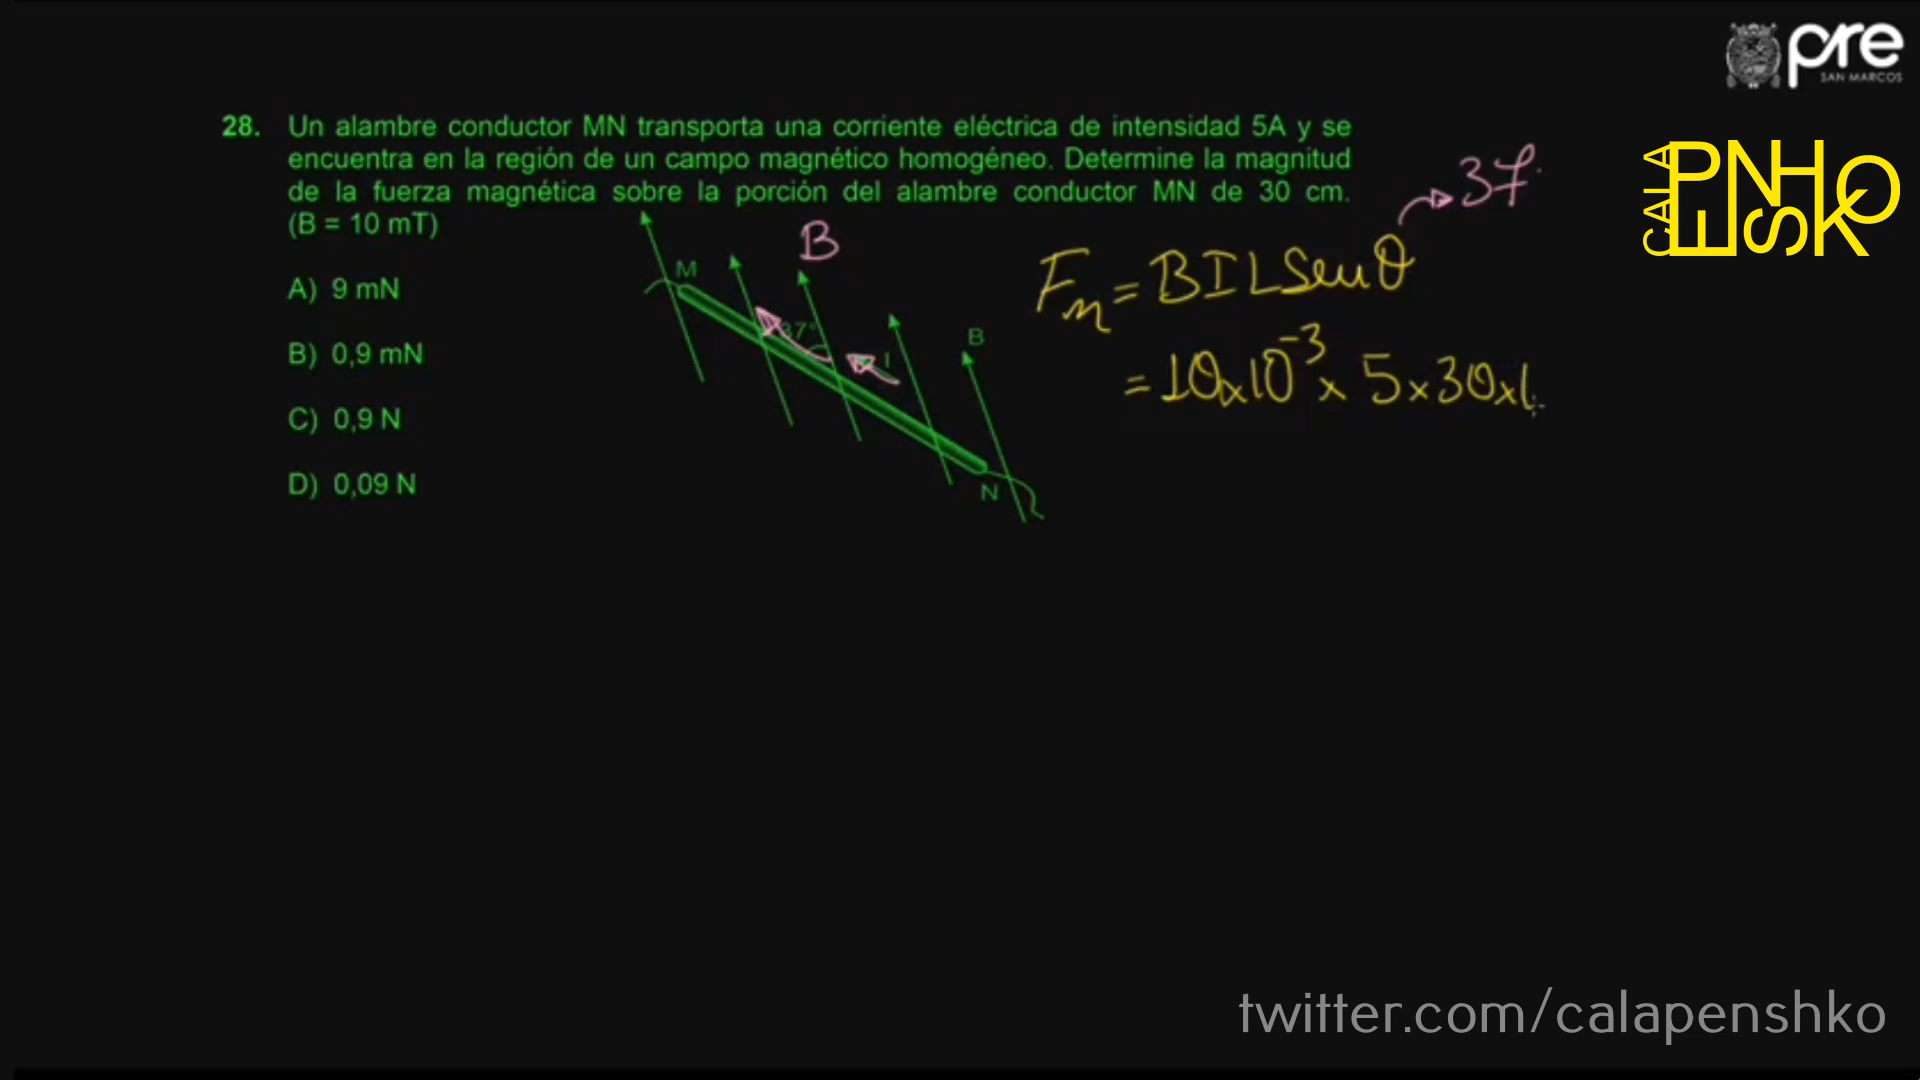 pre
SAN MARCOS
28. Un alambre conductor MN transporta una corriente eléctrica de intensidad 5A y se
encuentra en la región de un campo magnético homogéneo. Determine la magnitud
de la fuerza magnética sobre la porción del alambre conductor MN de 30 cm.
(B = 10 mT)
A) 9 mN
B) 0,9 mN
C) 0,9 N
D) 0,09 N
M
B
37°
I
B
N
37°
Fm = BILSenθ
= 10x10⁻³ x 5x30x1
CALA PENSHKO
twitter.com/calapenshko